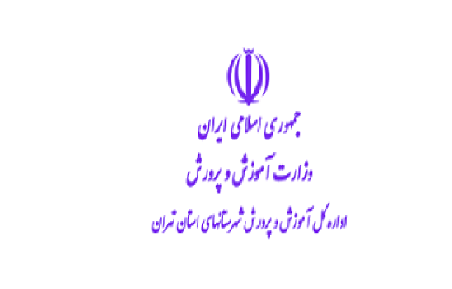 جمهوری اسلامی ایران
وزارت آموزش و پرورش
اداره کل آموزش و پرورش شهرستانهای استان تهران